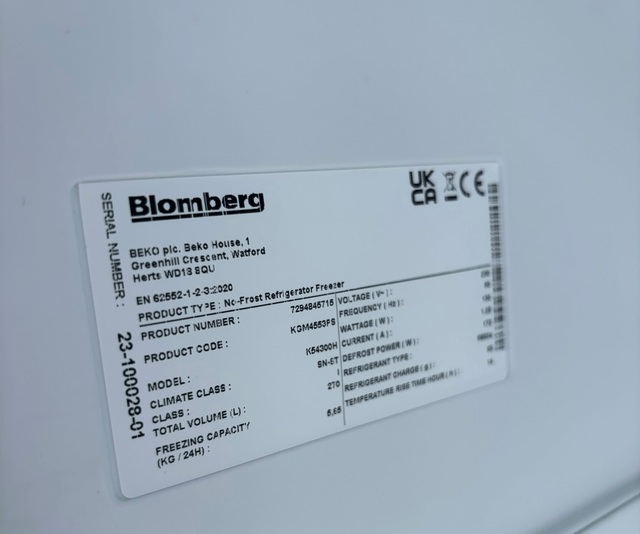 Blomberg
UK CA CE
BEKO plc. Beko House, 1
Greenhill Crescent, Watford
Herts WD18 8QU
EN 62552-1-2-3:2020
PRODUCT TYPE : No-Frost Refrigerator Freezer
PRODUCT NUMBER : 7294845715
PRODUCT CODE : KGM4553PS
MODEL : K54300H
CLIMATE CLASS : SN-ST
CLASS : I
TOTAL VOLUME (L) : 270
FREEZING CAPACITY 5,65
(KG / 24H) :
VOLTAGE (V~) : 230
FREQUENCY (Hz) :
WATTAGE (W) :
CURRENT (A) :
DEFROST POWER (W) :
REFRIGERANT TYPE :
REFRIGERANT CHARGE (g) :
TEMPERATURE RISE TIME HOUR (H) :
SERIAL NUMBER : 23-100028-01